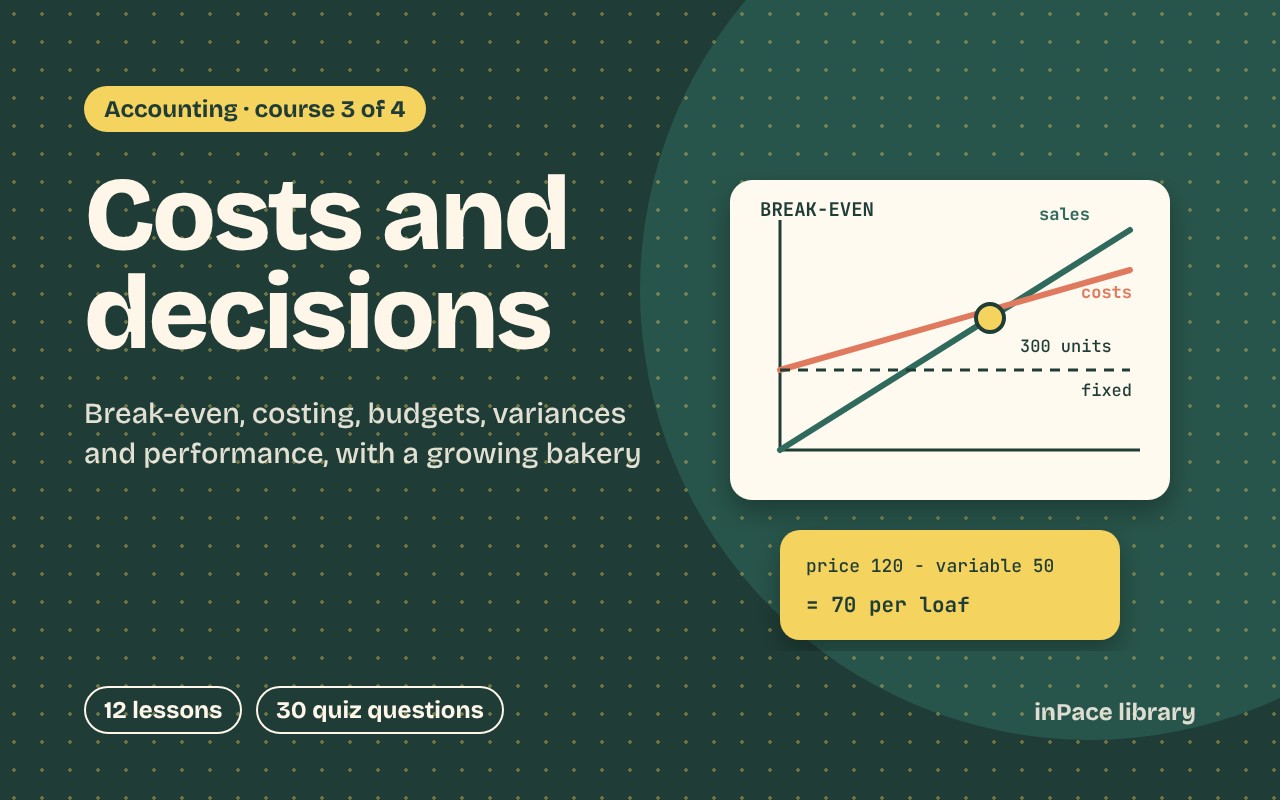 Accounting · course 3 of 4
Costs and
decisions
Break-even, costing, budgets, variances
and performance, with a growing bakery
12 lessons
30 quiz questions
BREAK-EVEN
sales
costs
300 units
fixed
price 120 - variable 50
= 70 per loaf
inPace library